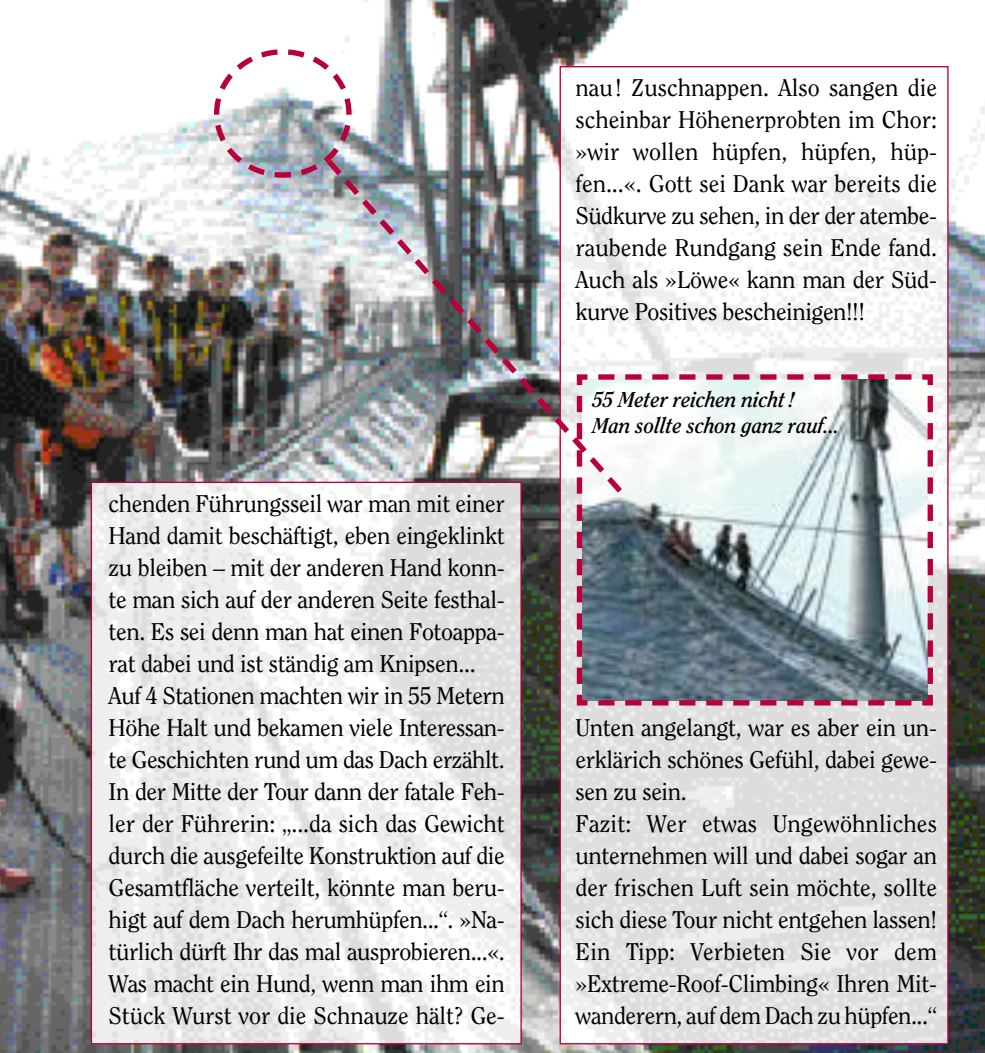 chenden Führungsseil war man mit einer
Hand damit beschäftigt, eben eingeklinkt
zu bleiben – mit der anderen Hand konn-
te man sich auf der anderen Seite festhal-
ten. Es sei denn man hat einen Fotoappa-
rat dabei und ist ständig am Knipsen...
Auf 4 Stationen machten wir in 55 Metern
Höhe Halt und bekamen viele Interessan-
te Geschichten rund um das Dach erzählt.
In der Mitte der Tour dann der fatale Feh-
ler der Führerin: „...da sich das Gewicht
durch die ausgefeilte Konstruktion auf die
Gesamtfläche verteilt, könnte man beru-
higt auf dem Dach herumhüpfen...“. »Na-
türlich dürft Ihr das mal ausprobieren...«.
Was macht ein Hund, wenn man ihm ein
Stück Wurst vor die Schnauze hält? Ge-
nau! Zuschnappen. Also sangen die
scheinbar Höhenerprobten im Chor:
»wir wollen hüpfen, hüpfen, hüp-
fen...«. Gott sei Dank war bereits die
Südkurve zu sehen, in der der atembe-
raubende Rundgang sein Ende fand.
Auch als »Löwe« kann man der Süd-
kurve Positives bescheinigen!!!
55 Meter reichen nicht !
Man sollte schon ganz rauf...
Unten angelangt, war es aber ein un-
erklärich schönes Gefühl, dabei gewe-
sen zu sein.
Fazit: Wer etwas Ungewöhnliches
unternehmen will und dabei sogar an
der frischen Luft sein möchte, sollte
sich diese Tour nicht entgehen lassen!
Ein Tipp: Verbieten Sie vor dem
»Extreme-Roof-Climbing« Ihren Mit-
wanderern, auf dem Dach zu hüpfen...“